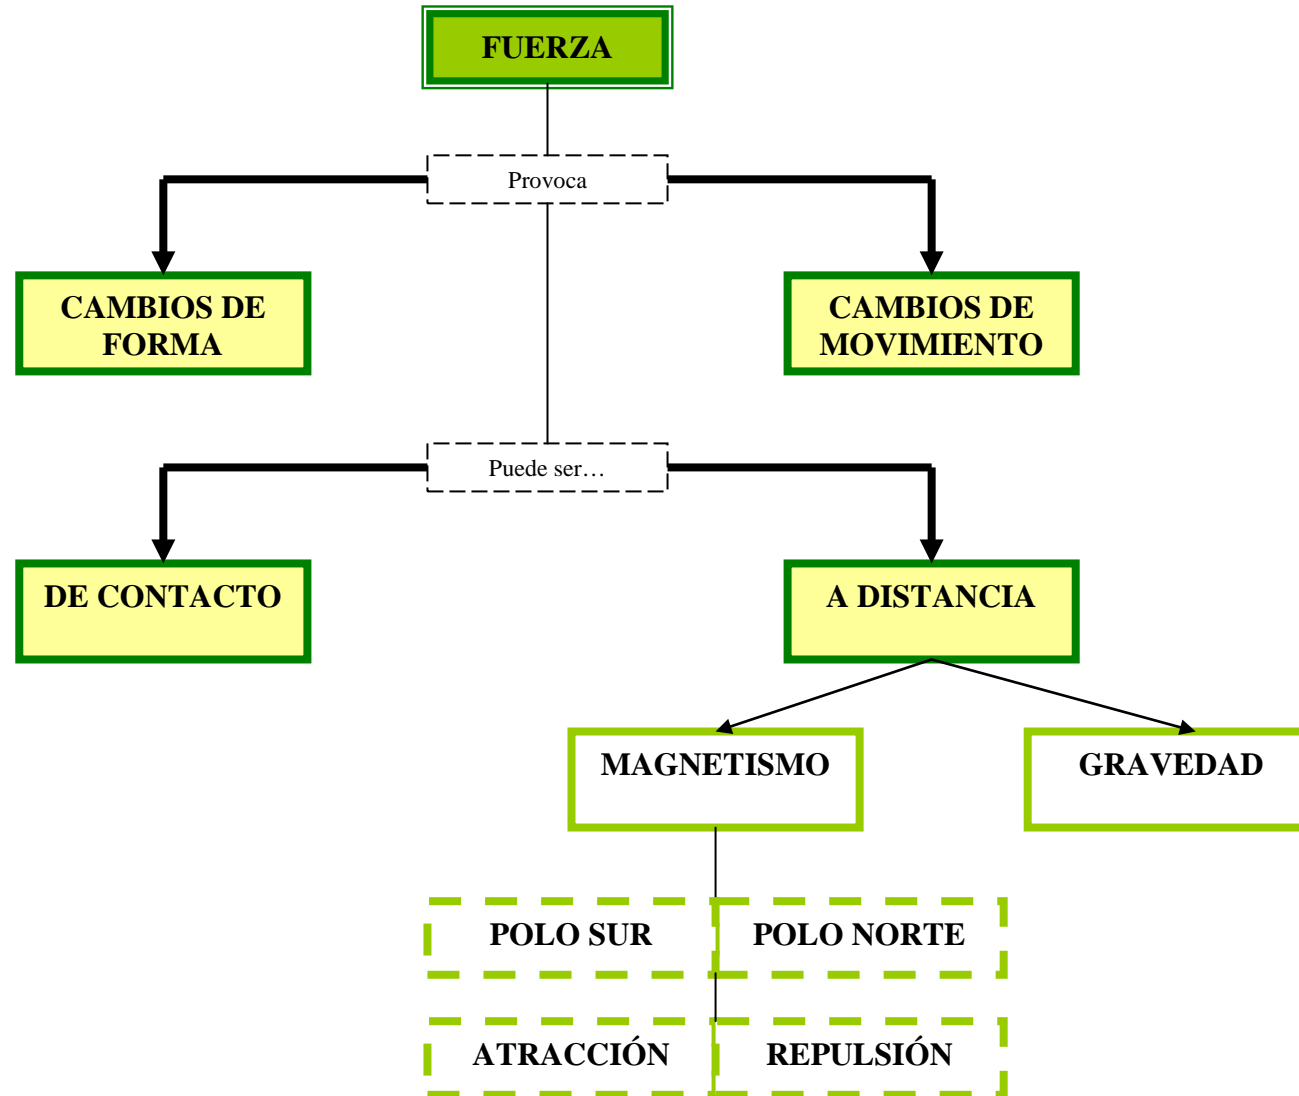 FUERZA
Provoca
CAMBIOS DE
FORMA
CAMBIOS DE
MOVIMIENTO
Puede ser…
DE CONTACTO
A DISTANCIA
MAGNETISMO
GRAVEDAD
POLO SUR
POLO NORTE
ATRACCIÓN
REPULSIÓN